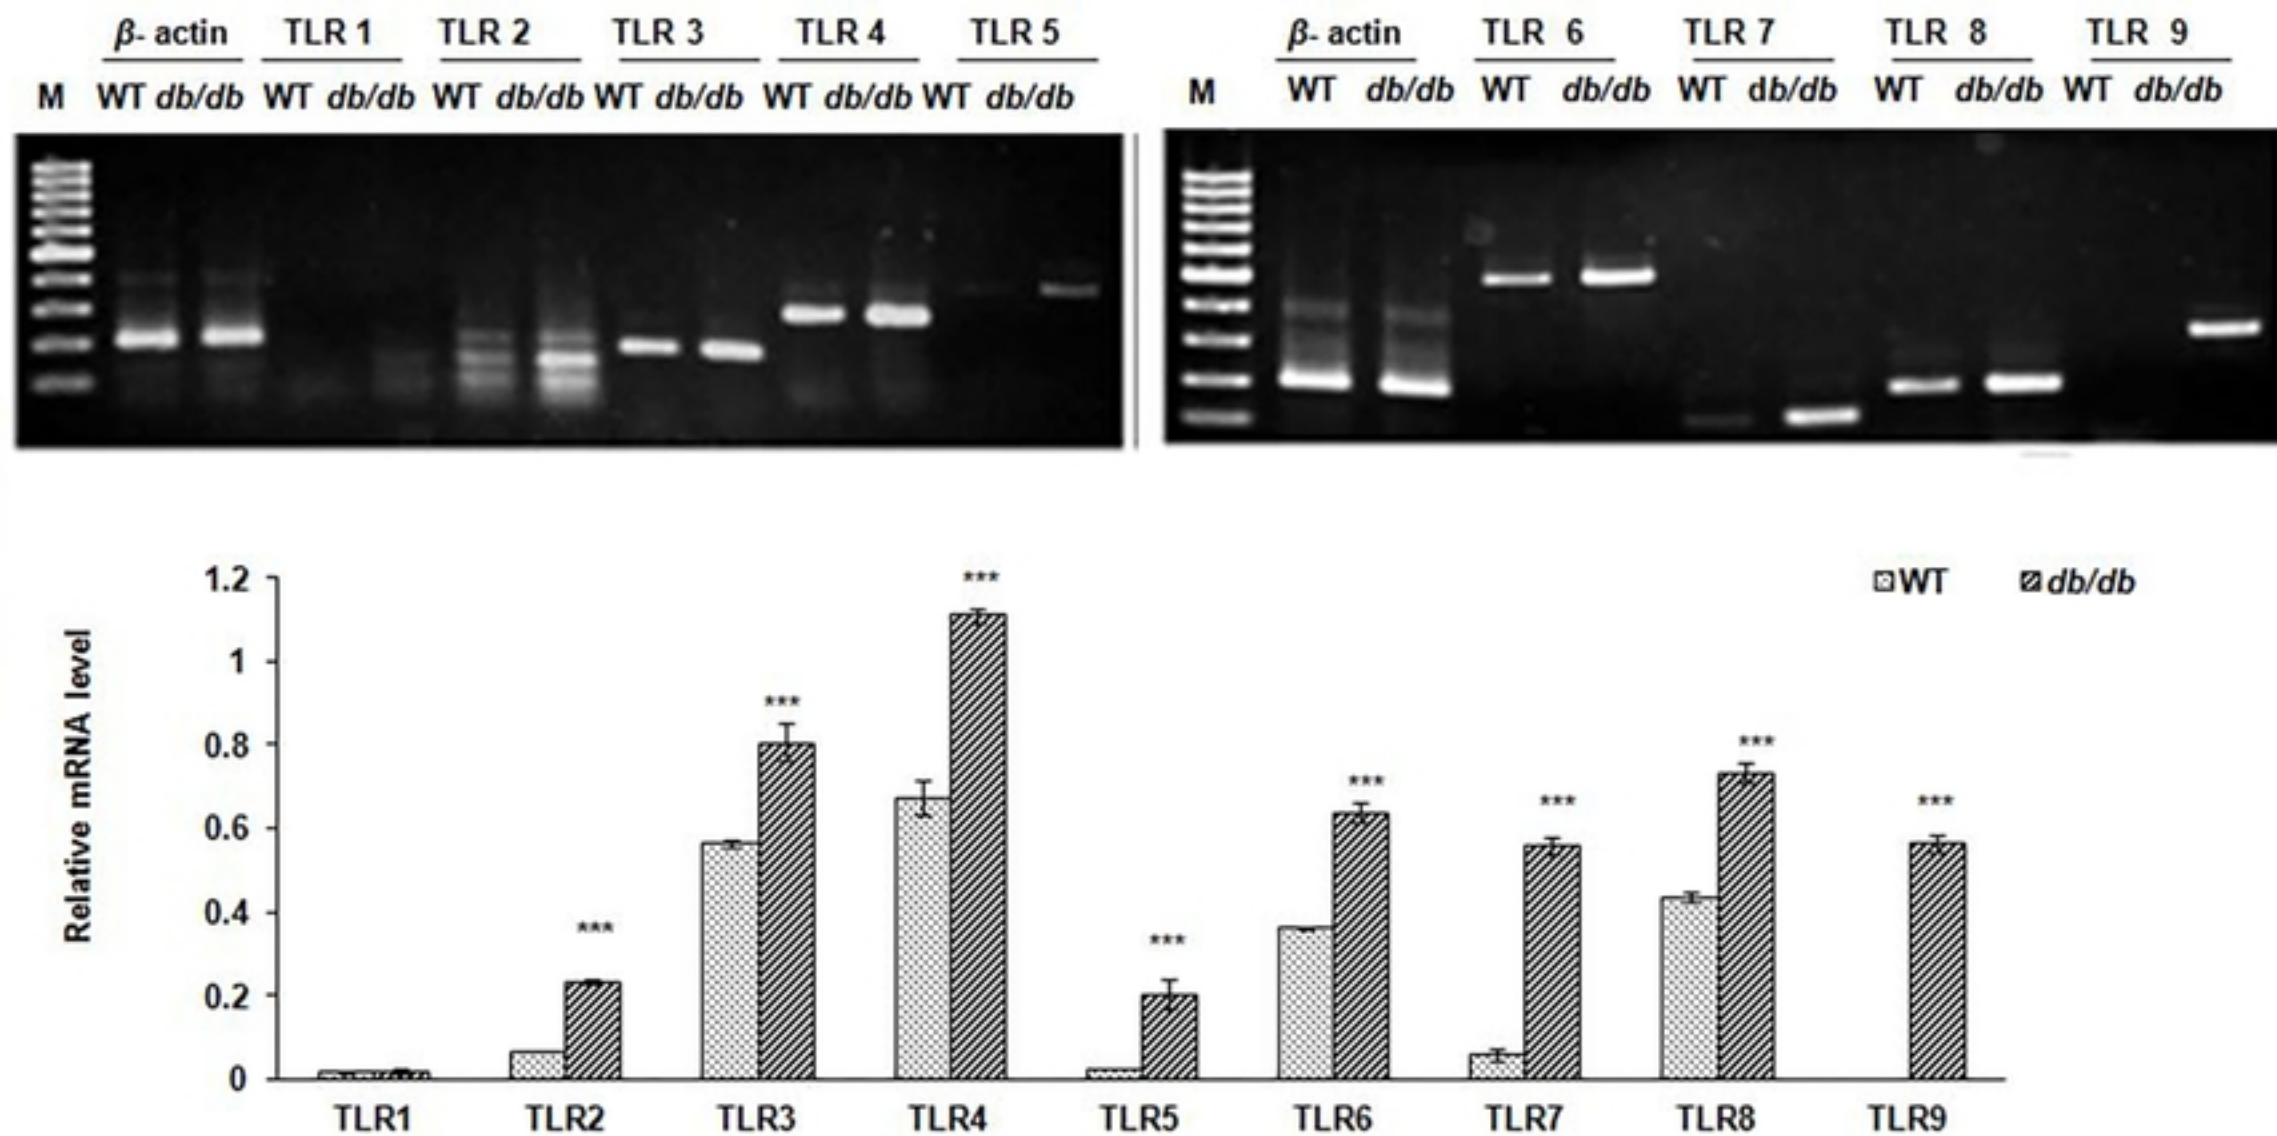 β- actin TLR 1 TLR 2 TLR 3 TLR 4 TLR 5
M WT db/db WT db/db WT db/db WT db/db WT db/db WT db/db
β- actin TLR 6 TLR 7 TLR 8 TLR 9
M WT db/db WT db/db WT db/db WT db/db WT db/db
WT db/db
Relative mRNA level
1.2
1
0.8
0.6
0.4
0.2
0
***
***
***
***
***
***
***
***
TLR1 TLR2 TLR3 TLR4 TLR5 TLR6 TLR7 TLR8 TLR9